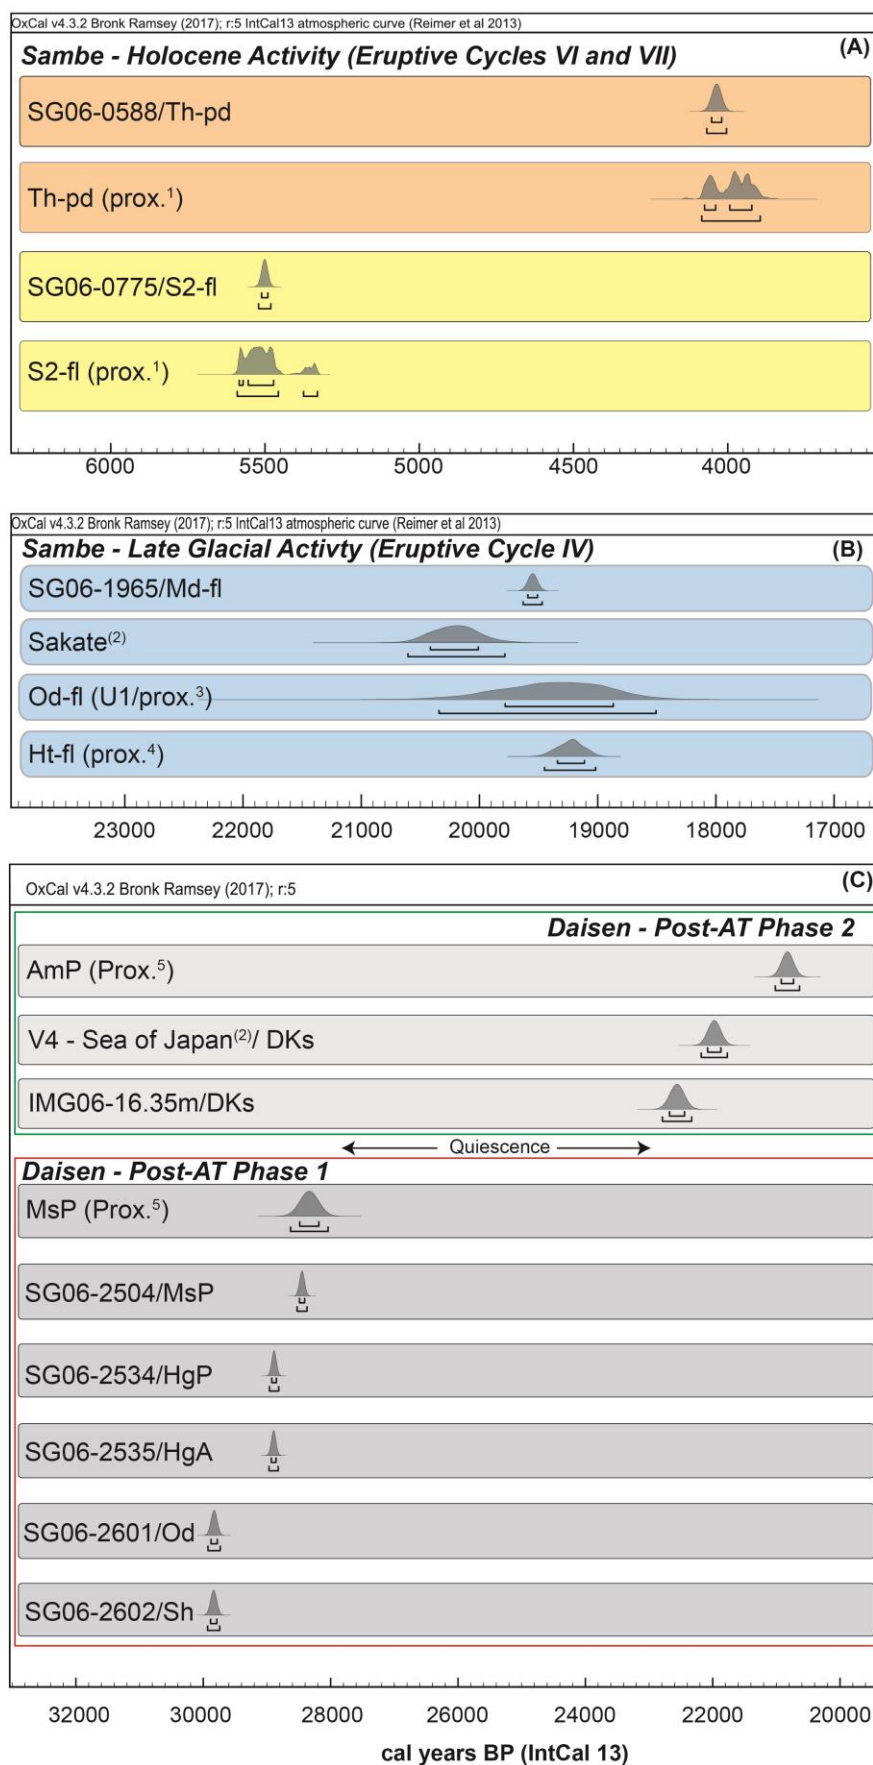 OxCal v4.3.2 Bronk Ramsey (2017); r:5 IntCal13 atmospheric curve (Reimer et al 2013)
Sambe - Holocene Activity (Eruptive Cycles VI and VII) (A)
SG06-0588/Th-pd
Th-pd (prox.¹)
SG06-0775/S2-fl
S2-fl (prox.¹)
6000 5500 5000 4500 4000
OxCal v4.3.2 Bronk Ramsey (2017); r:5 IntCal13 atmospheric curve (Reimer et al 2013)
Sambe - Late Glacial Activty (Eruptive Cycle IV) (B)
SG06-1965/Md-fl
Sakate⁽²⁾
Od-fl (U1/prox.³)
Ht-fl (prox.⁴)
23000 22000 21000 20000 19000 18000 17000
OxCal v4.3.2 Bronk Ramsey (2017); r:5 (C)
Daisen - Post-AT Phase 2
AmP (Prox.⁵)
V4 - Sea of Japan⁽²⁾/ DKs
IMG06-16.35m/DKs
Quiescence
Daisen - Post-AT Phase 1
MsP (Prox.⁵)
SG06-2504/MsP
SG06-2534/HgP
SG06-2535/HgA
SG06-2601/Od
SG06-2602/Sh
32000 30000 28000 26000 24000 22000 20000
cal years BP (IntCal 13)